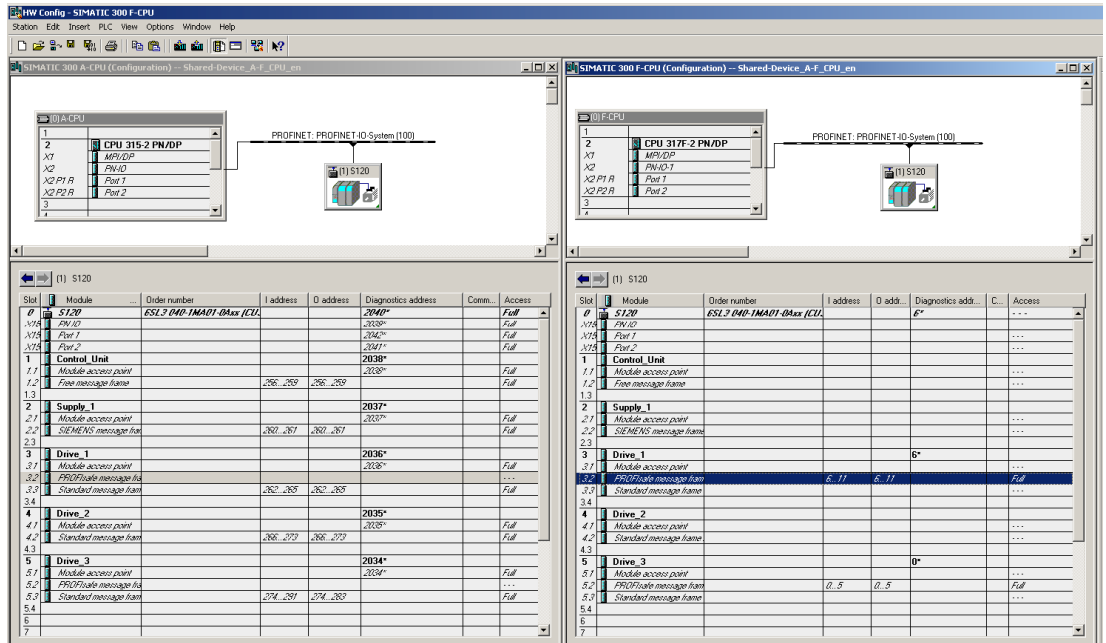 HW Config - SIMATIC 300 F-CPU
Station Edit Insert PLC View Options Window Help
SIMATIC 300 A-CPU (Configuration) -- Shared-Device_A-F_CPU_en
(0) A-CPU
1
2 CPU 315-2 PN/DP
X1 MPI/DP
X2 PN-IO
X2 P1 R Port 1
X2 P2 R Port 2
3
4
PROFINET: PROFINET-IO-System (100)
(1) S120
(1) S120
Slot Module ... Order number I address O address Diagnostics address Comm... Access
0 S120 6SL3 040-1MA01-0Axx (CU. 2040* Full
X15 PN-IO 2039* Full
X15 Port 1 2042* Full
X15 Port 2 2041* Full
1 Control_Unit 2038*
1.1 Module access point 2038* Full
1.2 Free message frame 256...259 256...259 Full
1.3
2 Supply_1 2037*
2.1 Module access point 2037* Full
2.2 SIEMENS message fram 260...261 260...261 Full
2.3
3 Drive_1 2036*
3.1 Module access point 2036* Full
3.2 PROFIsafe message fra ---
3.3 Standard message fram 262...265 262...265 Full
3.4
4 Drive_2 2035*
4.1 Module access point 2035* Full
4.2 Standard message fram 266...273 266...273 Full
4.3
5 Drive_3 2034*
5.1 Module access point 2034* Full
5.2 PROFIsafe message fra ---
5.3 Standard message fram 274...291 274...283 Full
5.4
6
7
SIMATIC 300 F-CPU (Configuration) -- Shared-Device_A-F_CPU_en
(0) F-CPU
1
2 CPU 317F-2 PN/DP
X1 MPI/DP
X2 PN-IO-1
X2 P1 R Port 1
X2 P2 R Port 2
3
4
PROFINET: PROFINET-IO-System (100)
(1) S120
(1) S120
Slot Module Order number I address O addr... Diagnostics addr... C... Access
0 S120 6SL3 040-1MA01-0Axx (CU. 6* ---
X15 PN-IO ---
X15 Port 1 ---
X15 Port 2 ---
1 Control_Unit
1.1 Module access point ---
1.2 Free message frame ---
1.3
2 Supply_1
2.1 Module access point ---
2.2 SIEMENS message frame ---
2.3
3 Drive_1 6*
3.1 Module access point ---
3.2 PROFIsafe message fram 6...11 6...11 Full
3.3 Standard message frame ---
3.4
4 Drive_2
4.1 Module access point ---
4.2 Standard message frame ---
4.3
5 Drive_3 0*
5.1 Module access point ---
5.2 PROFIsafe message fram 0...5 0...5 Full
5.3 Standard message frame ---
5.4
6
7